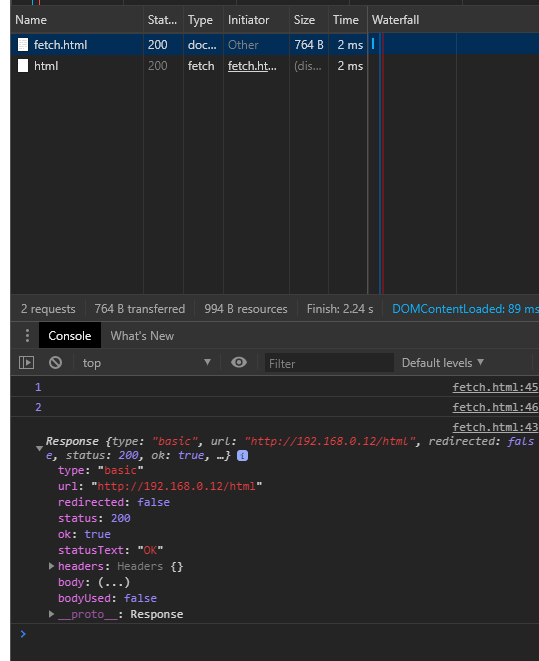 Name Stat... Type Initiator Size Time Waterfall
fetch.html 200 doc... Other 764 B 2 ms
html 200 fetch fetch.ht... (dis... 2 ms
2 requests 764 B transferred 994 B resources Finish: 2.24 s DOMContentLoaded: 89 ms
Console What's New
top Filter Default levels
1 fetch.html:45
2 fetch.html:46
fetch.html:43
Response {type: "basic", url: "http://192.168.0.12/html", redirected: fals
e, status: 200, ok: true, …} i
type: "basic"
url: "http://192.168.0.12/html"
redirected: false
status: 200
ok: true
statusText: "OK"
headers: Headers {}
body: (...)
bodyUsed: false
__proto__: Response